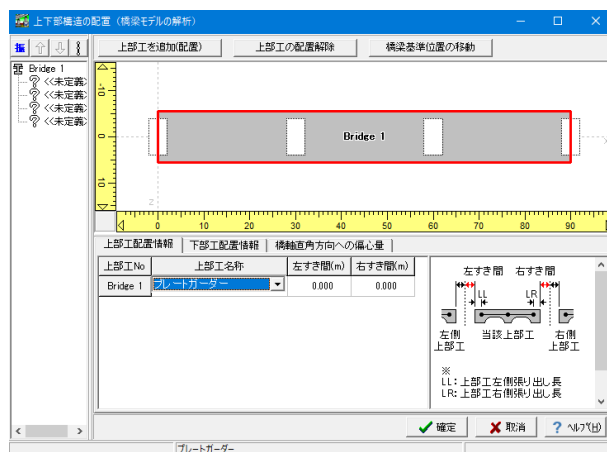 上下部構造の配置（橋梁モデルの解析）
振
上部工を追加(配置)
上部工の配置解除
橋梁基準位置の移動
Bridge 1
<<未定義>
<<未定義>
<<未定義>
<<未定義>
-10
0
10
Bridge 1
z
0 10 20 30 40 50 60 70 80 90
上部工配置情報
下部工配置情報
橋軸直角方向への偏心量
上部工No 上部工名称 左すき間(m) 右すき間(m)
Bridge 1 プレートガーダー 0.000 0.000
左すき間 右すき間
LL LR
左側 当該上部工 右側
上部工 上部工
※
LL：上部工左側張り出し長
LR：上部工右側張り出し長
確定
取消
? ヘルプ(H)
プレートガーダー